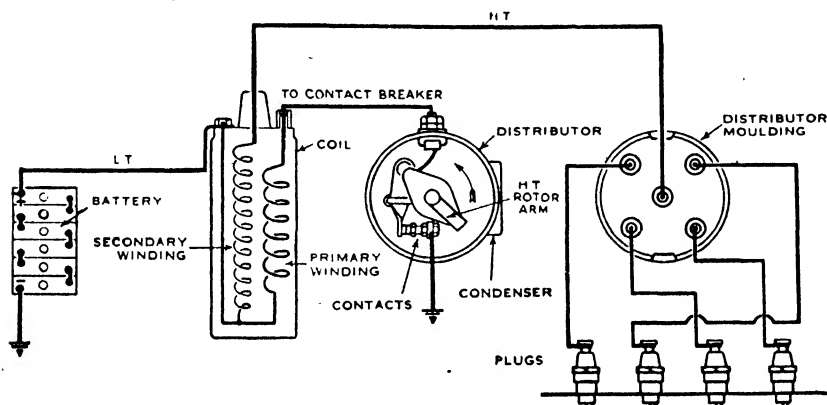 HT
TO CONTACT BREAKER
DISTRIBUTOR
DISTRIBUTOR
MOULDING
COIL
LT
HT
ROTOR
ARM
BATTERY
SECONDARY
WINDING
PRIMARY
WINDING
CONTACTS
CONDENSER
PLUGS